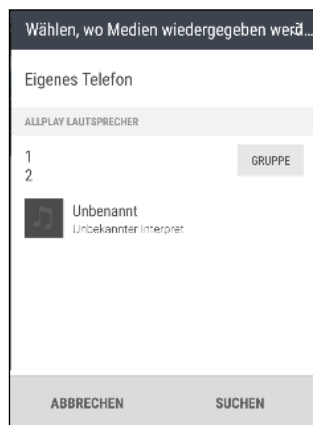 Wählen, wo Medien wiedergegeben werd...
Eigenes Telefon
ALLPLAY LAUTSPRECHER
1
GRUPPE
2
Unbenannt
Unbekannter Interpret
ABBRECHEN
SUCHEN